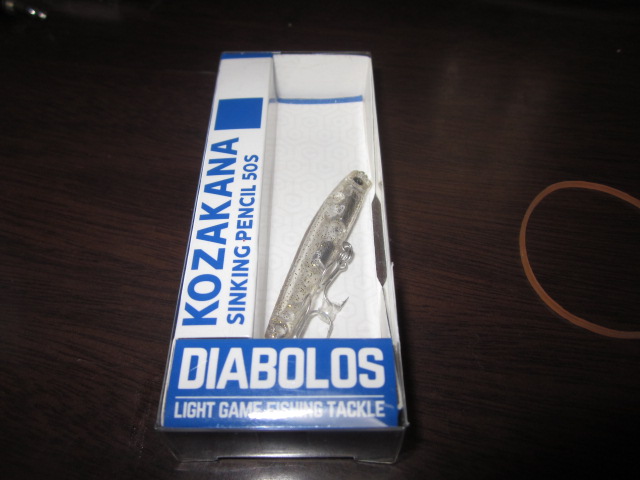 KOZAKANA
SINKING PENCIL 50S
DIABOLOS
LIGHT GAME FISHING TACKLE